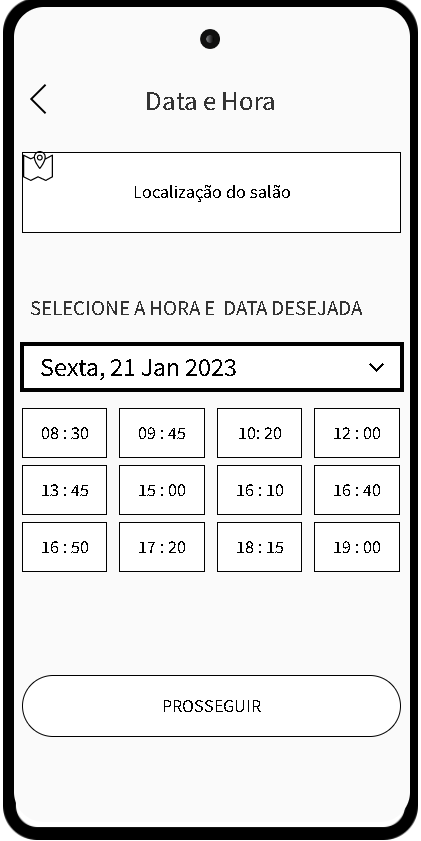 Data e Hora
Localização do salão
SELECIONE A HORA E DATA DESEJADA
Sexta, 21 Jan 2023
08 : 30 09 : 45 10: 20 12 : 00
13 : 45 15 : 00 16 : 10 16 : 40
16 : 50 17 : 20 18 : 15 19 : 00
PROSSEGUIR